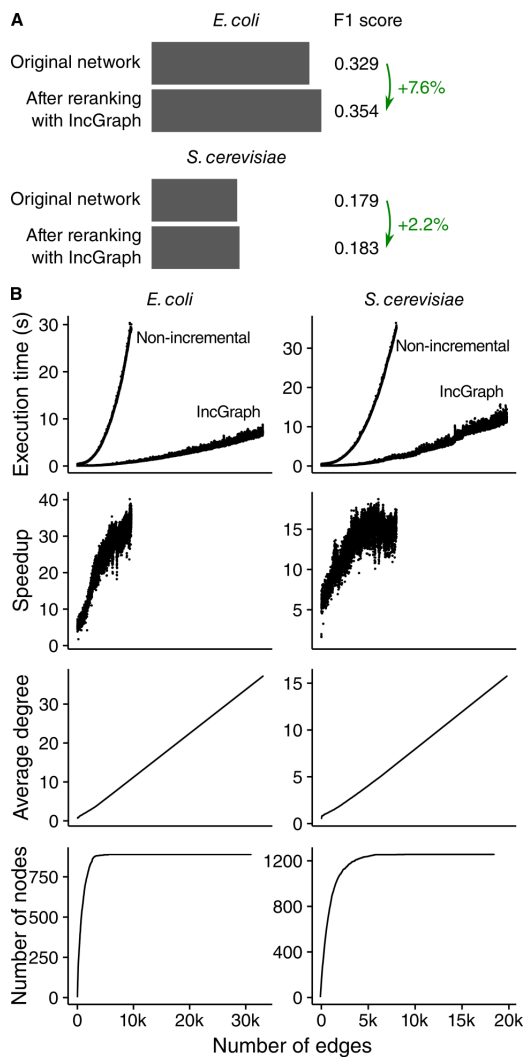 A
E. coli
F1 score
Original network
0.329
+7.6%
After reranking
with IncGraph
0.354
S. cerevisiae
Original network
0.179
+2.2%
After reranking
with IncGraph
0.183
B
E. coli
S. cerevisiae
Execution time (s)
30
20
10
0
Non-incremental
IncGraph
30
20
10
0
Non-incremental
IncGraph
Speedup
40
30
20
10
0
15
10
5
Average degree
30
20
10
0
15
10
5
0
Number of nodes
750
500
250
0
1200
800
400
0
0
10k
20k
30k
0
5k
10k
15k
20k
Number of edges